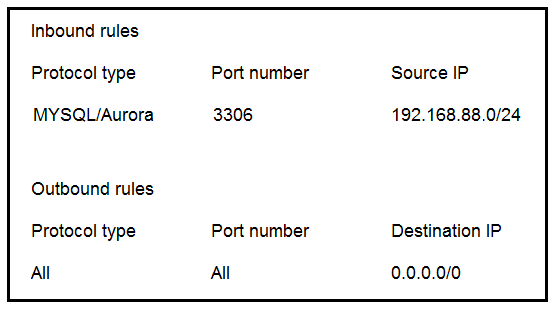 Inbound rules
Protocol type Port number Source IP
MYSQL/Aurora 3306 192.168.88.0/24
Outbound rules
Protocol type Port number Destination IP
All All 0.0.0.0/0